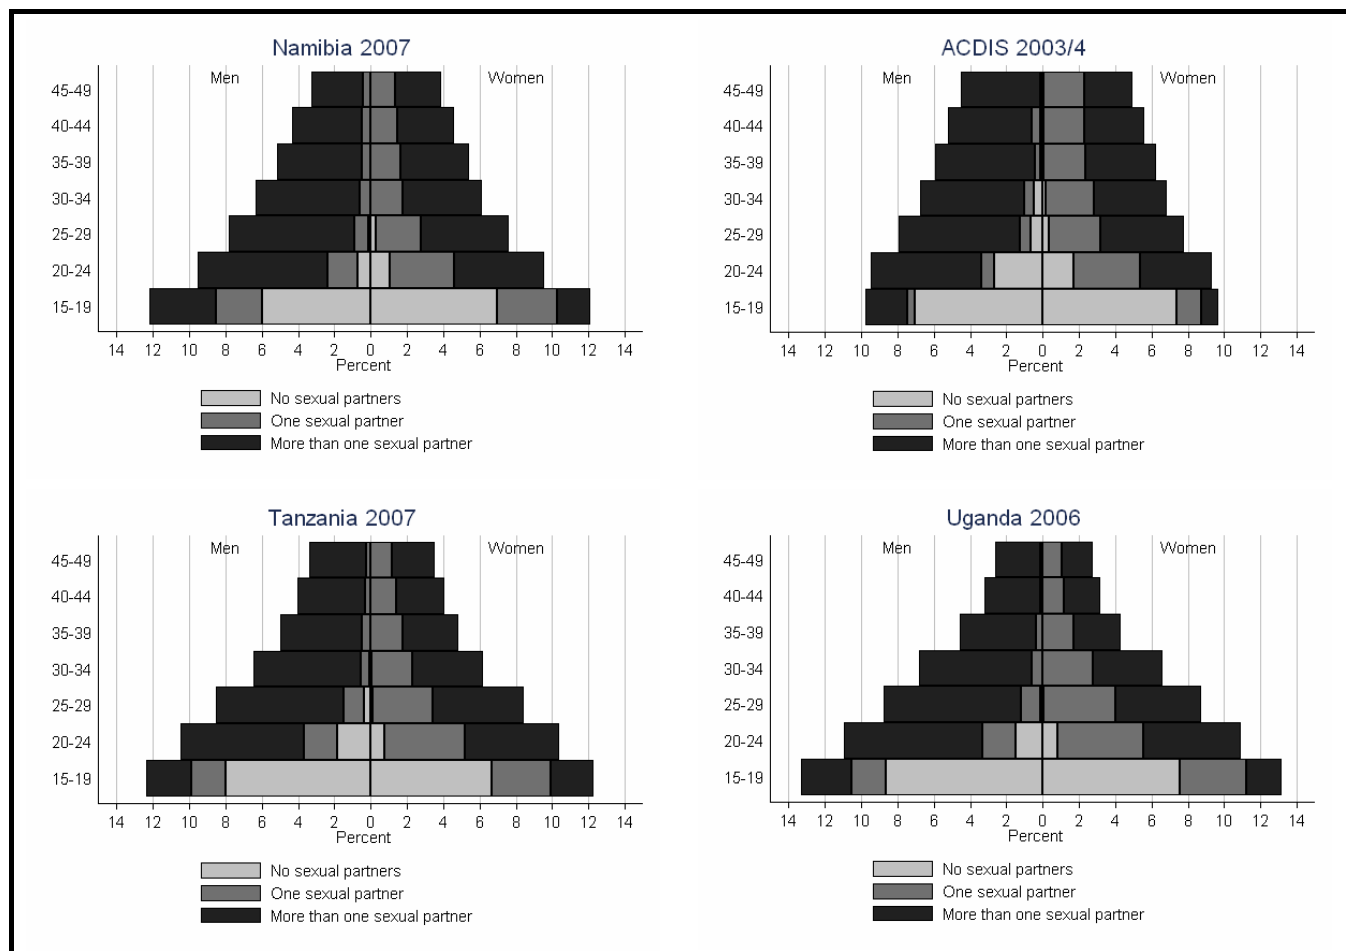 Namibia 2007
Men Women
45-49
40-44
35-39
30-34
25-29
20-24
15-19
14 12 10 8 6 4 2 0 2 4 6 8 10 12 14
Percent
No sexual partners
One sexual partner
More than one sexual partner
ACDIS 2003/4
Men Women
45-49
40-44
35-39
30-34
25-29
20-24
15-19
14 12 10 8 6 4 2 0 2 4 6 8 10 12 14
Percent
No sexual partners
One sexual partner
More than one sexual partner
Tanzania 2007
Men Women
45-49
40-44
35-39
30-34
25-29
20-24
15-19
14 12 10 8 6 4 2 0 2 4 6 8 10 12 14
Percent
No sexual partners
One sexual partner
More than one sexual partner
Uganda 2006
Men Women
45-49
40-44
35-39
30-34
25-29
20-24
15-19
14 12 10 8 6 4 2 0 2 4 6 8 10 12 14
Percent
No sexual partners
One sexual partner
More than one sexual partner